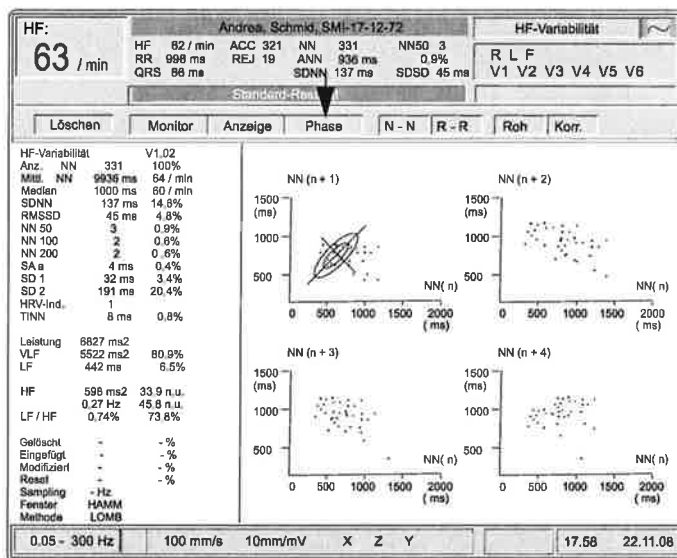 HF:
63 / min
Andrea, Schmid, SMI-17-12-72
HF 62 / min ACC 321 NN 331 NN50 3
RR 998 ms REJ 19 ANN 936 ms 0,9%
QRS 86 ms SDNN 137 ms SDSD 45 ms
HF-Variabilität
R L F
V1 V2 V3 V4 V5 V6
Löschen Monitor Anzeige Phase N - N R - R Roh Korr.
HF-Variabilität V1,02
Anz. NN 331 100%
Mittl. NN 9936 ms 64 / min
Median 1000 ms 60 / min
SDNN 137 ms 14,6%
RMSSD 45 ms 4,8%
NN 50 3 0,9%
NN 100 2 0,6%
NN 200 2 0,6%
SA a 4 ms 0,4%
SD 1 32 ms 3,4%
SD 2 191 ms 20,4%
HRV-Ind. 1
TINN 8 ms 0,8%
Leistung 6827 ms2
VLF 5522 ms2 80,9%
LF 442 ms 6,5%
HF 598 ms2 33,9 n.u.
0,27 Hz 45,8 n.u.
LF / HF 0,74% 73,8%
Gelöscht - - %
Eingefügt - - %
Modifiziert - - %
Reset - - %
Sampling - Hz
Fenster HAMM
Methode LOMB
NN (n + 1)
1500
(ms)
1000
500
NN( n)
0 500 1000 1500 2000
( ms)
NN (n + 2)
1500
(ms)
1000
500
NN( n)
0 500 1000 1500 2000
( ms)
NN (n + 3)
1500
(ms)
1000
500
NN( n)
0 500 1000 1500 2000
( ms)
NN (n + 4)
1500
(ms)
1000
500
NN( n)
0 500 1000 1500 2000
( ms)
0.05 - 300 Hz 100 mm/s 10mm/mV X Z Y 17.58 22.11.08